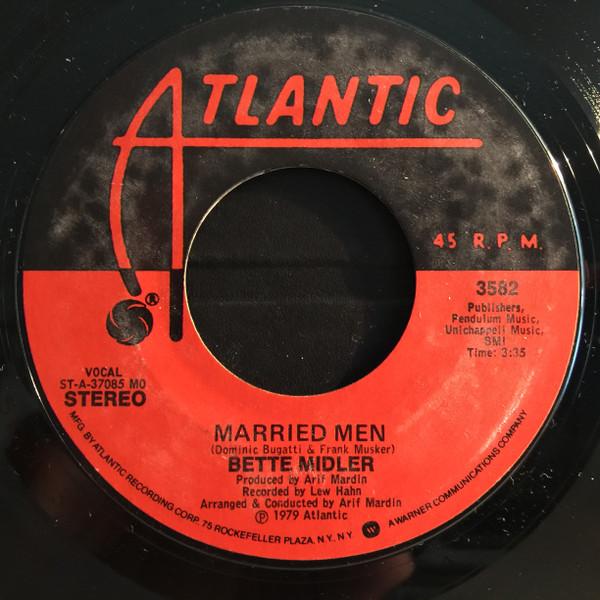 ATLANTIC
®
45 R.P.M.
3582
Publishers,
Pendulum Music,
Unichappell Music,
BMI
Time: 3:35
VOCAL
ST-A-37085 MO
STEREO
MARRIED MEN
(Dominic Bugatti & Frank Musker)
BETTE MIDLER
Produced by Arif Mardin
Recorded by Lew Hahn
Arranged & Conducted by Arif Mardin
℗ 1979 Atlantic
MFG. BY ATLANTIC RECORDING CORP. 75 ROCKEFELLER PLAZA, N.Y. N.Y. A WARNER COMMUNICATIONS COMPANY